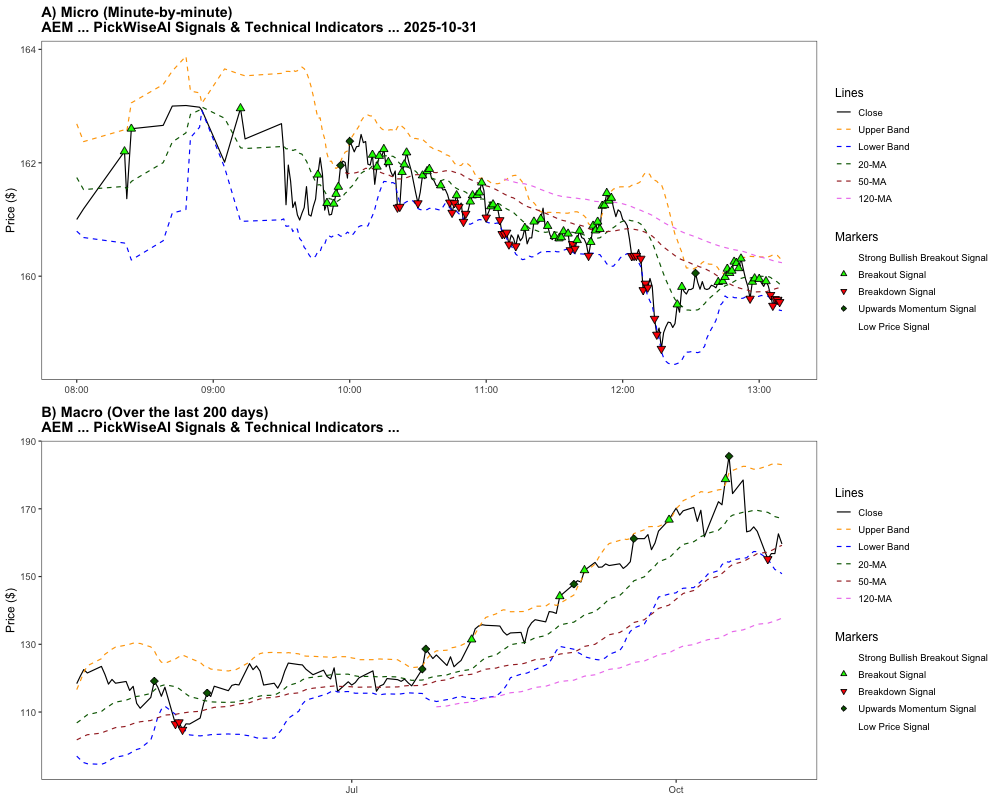 A) Micro (Minute-by-minute)
AEM ... PickWiseAI Signals & Technical Indicators ... 2025-10-31
Price ($)
164
162
160
08:00
09:00
10:00
11:00
12:00
13:00
Lines
Close
Upper Band
Lower Band
20-MA
50-MA
120-MA
Markers
Strong Bullish Breakout Signal
Breakout Signal
Breakdown Signal
Upwards Momentum Signal
Low Price Signal
B) Macro (Over the last 200 days)
AEM ... PickWiseAI Signals & Technical Indicators ...
Price ($)
190
170
150
130
110
Jul
Oct
Lines
Close
Upper Band
Lower Band
20-MA
50-MA
120-MA
Markers
Strong Bullish Breakout Signal
Breakout Signal
Breakdown Signal
Upwards Momentum Signal
Low Price Signal